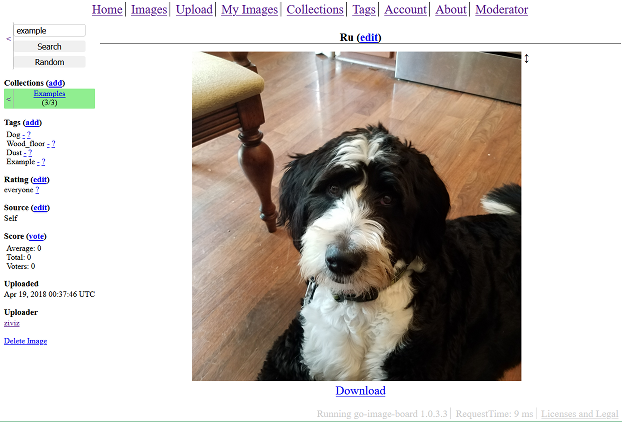 Home | Images | Upload | My Images | Collections | Tags | Account | About | Moderator
<
example
Search
Random
Collections (add)
< Examples
(3/3)
Tags (add)
Dog - ?
Wood_floor - ?
Dust - ?
Example - ?
Rating (edit)
everyone ?
Source (edit)
Self
Score (vote)
Average: 0
Total: 0
Voters: 0
Uploaded
Apr 19, 2018 00:37:46 UTC
Uploader
ziviz
Delete Image
Ru (edit)
Download
Running go-image-board 1.0.3.3 | RequestTime: 9 ms | Licenses and Legal